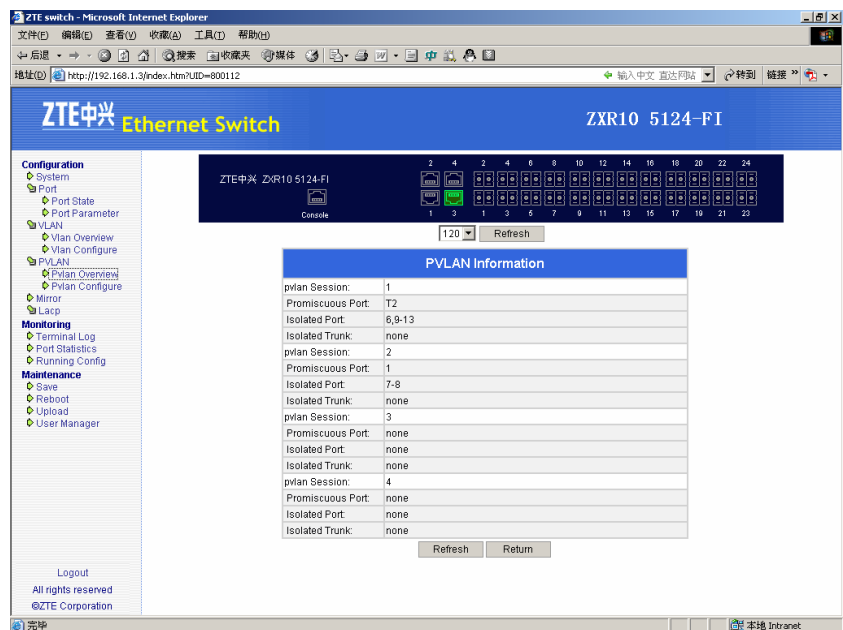 ZTE switch - Microsoft Internet Explorer
文件(F) 编辑(E) 查看(V) 收藏(A) 工具(T) 帮助(H)
后退 搜索 收藏夹 媒体
地址(D) http://192.168.1.3/index.htm?UID=800112 输入中文 直达网站 转到 链接 »
ZTE中兴 Ethernet Switch ZXR10 5124-FI
Configuration
System
Port
Port State
Port Parameter
VLAN
Vlan Overview
Vlan Configure
PVLAN
Pvlan Overview
Pvlan Configure
Mirror
Lacp
Monitoring
Terminal Log
Port Statistics
Running Config
Maintenance
Save
Reboot
Upload
User Manager
Logout
All rights reserved
©ZTE Corporation
2 4 2 4 6 8 10 12 14 16 18 20 22 24
ZTE中兴 ZXR10 5124-FI
Console 1 3 1 3 5 7 9 11 13 15 17 19 21 23
120 Refresh
PVLAN Information
pvlan Session: 1
Promiscuous Port: T2
Isolated Port: 6,9-13
Isolated Trunk: none
pvlan Session: 2
Promiscuous Port: 1
Isolated Port: 7-8
Isolated Trunk: none
pvlan Session: 3
Promiscuous Port: none
Isolated Port: none
Isolated Trunk: none
pvlan Session: 4
Promiscuous Port: none
Isolated Port: none
Isolated Trunk: none
Refresh Return
完毕 本地 Intranet